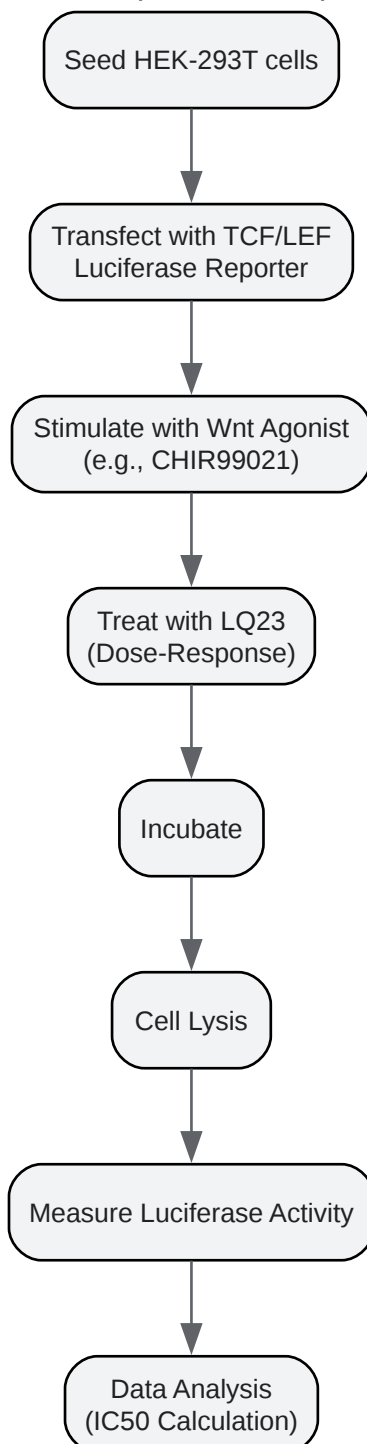 Seed HEK-293T cells
Transfect with TCF/LEF
Luciferase Reporter
Stimulate with Wnt Agonist
(e.g., CHIR99021)
Treat with LQ23
(Dose-Response)
Incubate
Cell Lysis
Measure Luciferase Activity
Data Analysis
(IC50 Calculation)